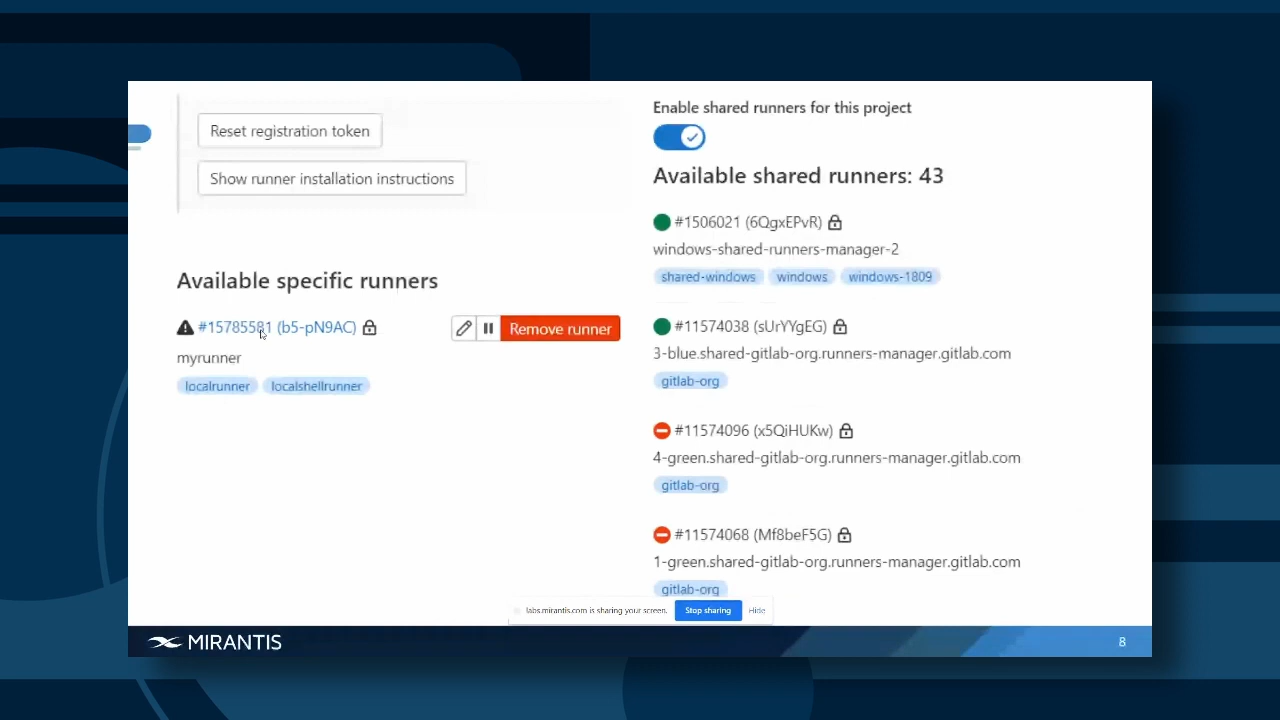 Reset registration token
Show runner installation instructions
Available specific runners
#15785581 (b5-pN9AC)
Remove runner
myrunner
localrunner localshellrunner
Enable shared runners for this project
Available shared runners: 43
#1506021 (6QgxEPvR)
windows-shared-runners-manager-2
shared-windows windows windows-1809
#11574038 (sUrYYgEG)
3-blue.shared-gitlab-org.runners-manager.gitlab.com
gitlab-org
#11574096 (x5QiHUKw)
4-green.shared-gitlab-org.runners-manager.gitlab.com
gitlab-org
#11574068 (Mf8beF5G)
1-green.shared-gitlab-org.runners-manager.gitlab.com
gitlab-org
labs.mirantis.com is sharing your screen. Stop sharing Hide
MIRANTIS
8